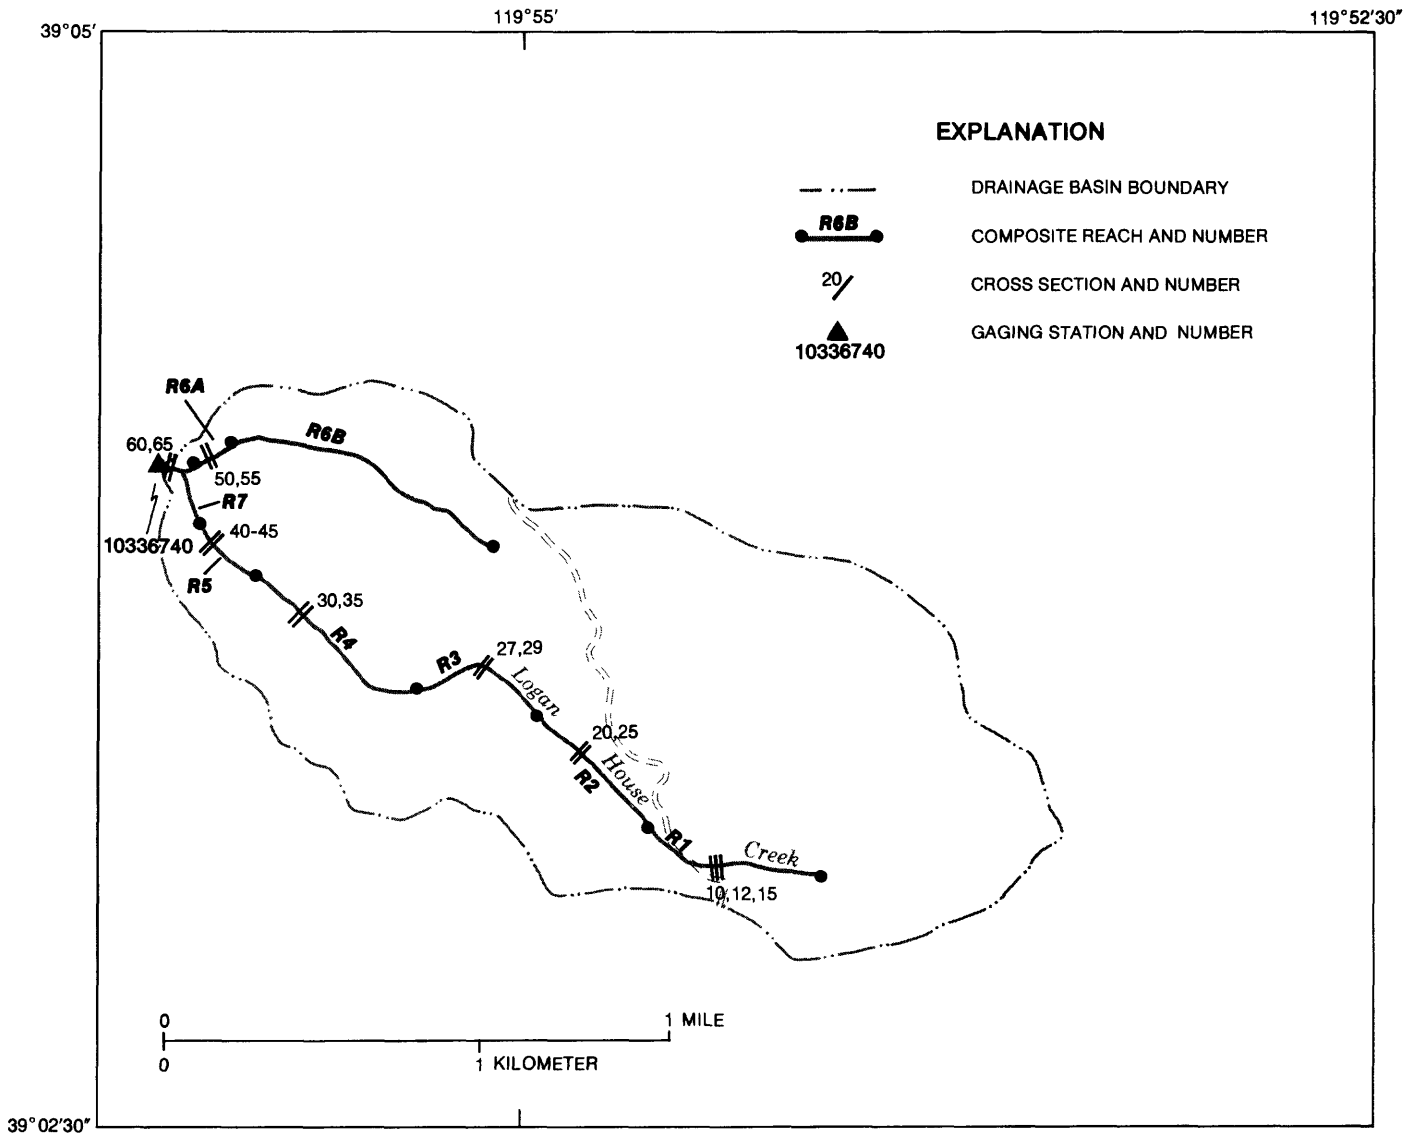 119°55′
119°52′30″
39°05′
EXPLANATION
DRAINAGE BASIN BOUNDARY
R6B
COMPOSITE REACH AND NUMBER
20
CROSS SECTION AND NUMBER
GAGING STATION AND NUMBER
10336740
R6A
R6B
60,65
50,55
R7
40-45
10336740
R5
30,35
R4
27,29
R3
Logan
20,25
House
R2
R1
Creek
10,12,15
0
1 MILE
0
1 KILOMETER
39°02′30″